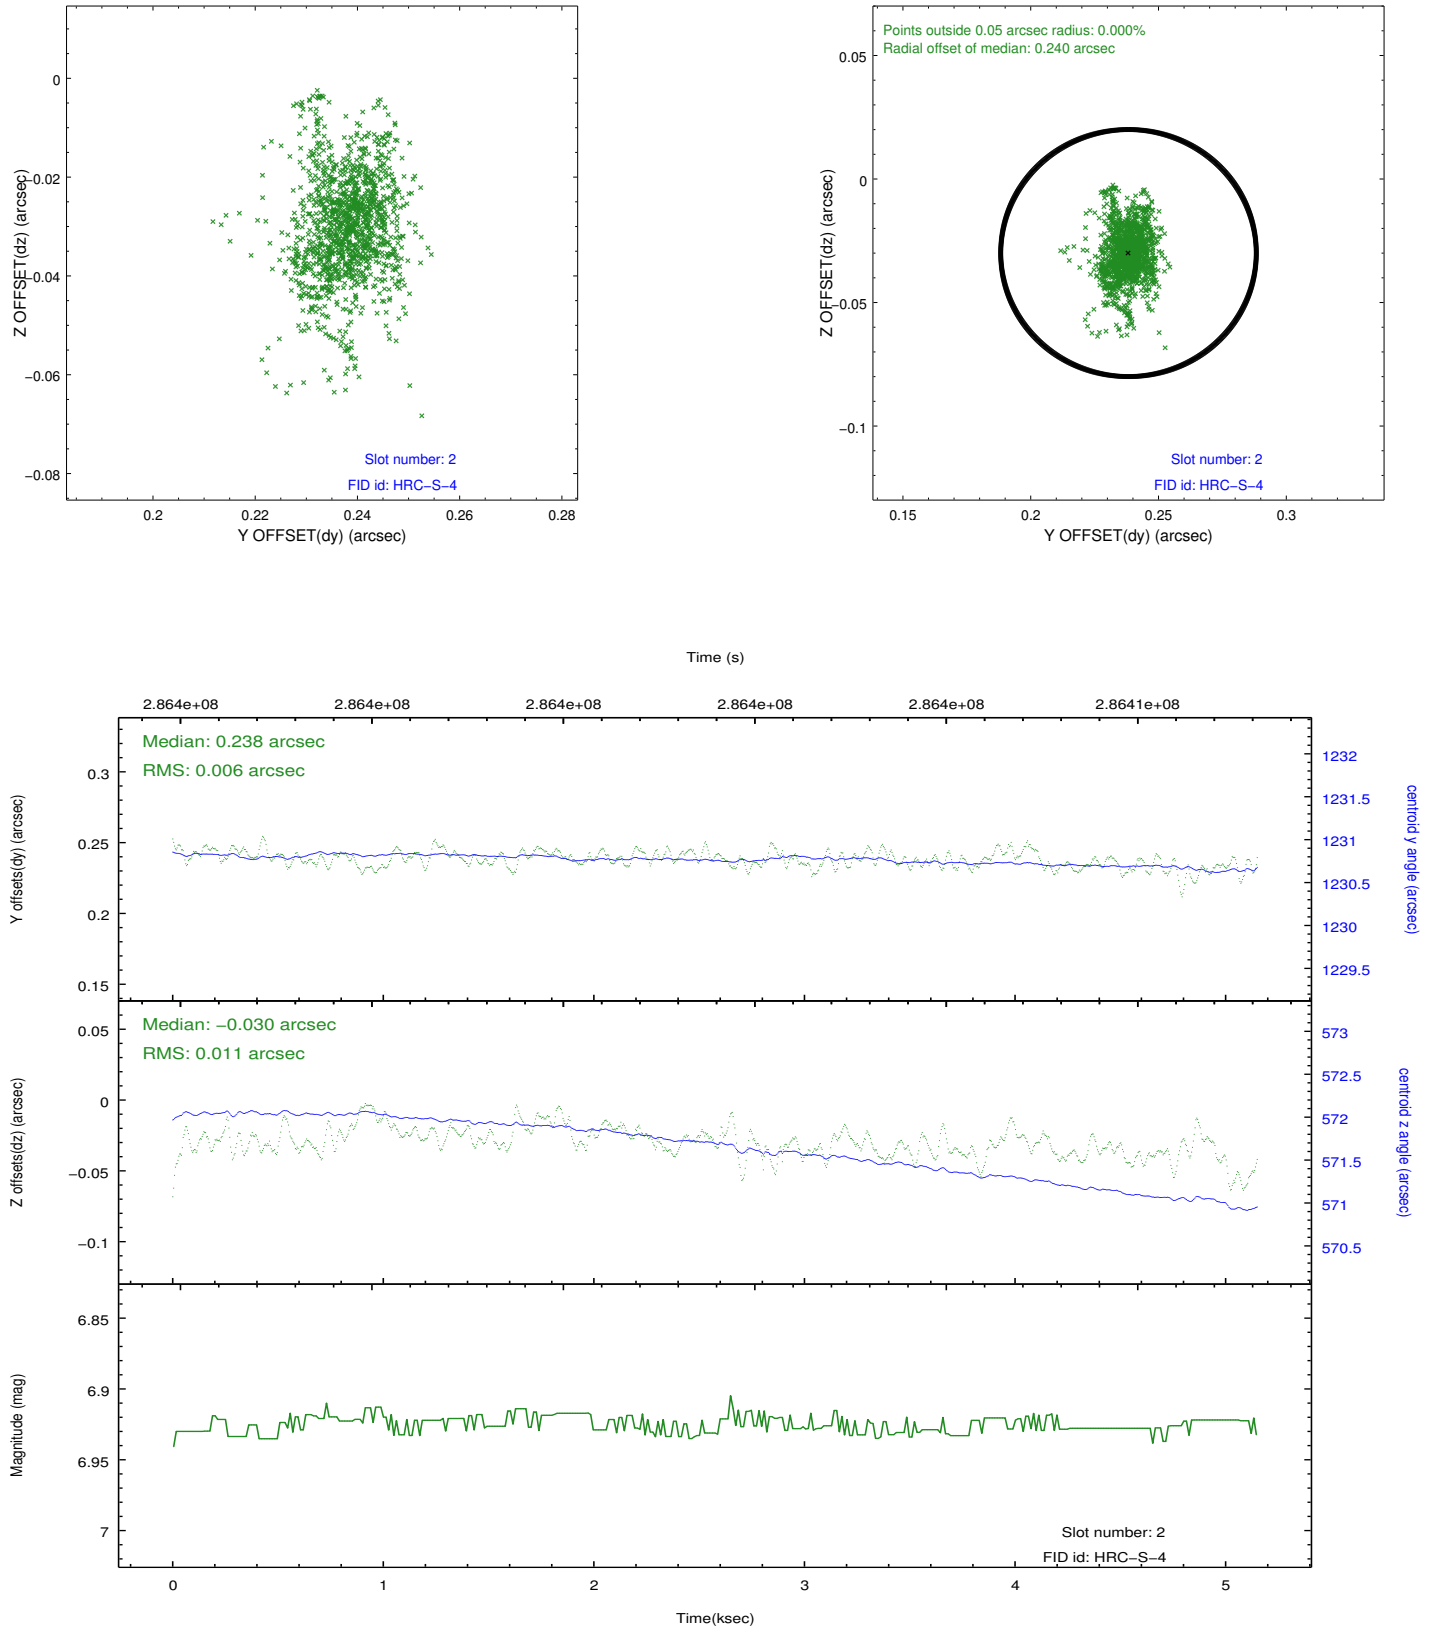 0
−0.02
−0.04
−0.06
−0.08
Z OFFSET(dz) (arcsec)
Slot number: 2
FID id: HRC−S−4
0.2 0.22 0.24 0.26 0.28
Y OFFSET(dy) (arcsec)
Points outside 0.05 arcsec radius: 0.000%
Radial offset of median: 0.240 arcsec
0.05
0
−0.05
−0.1
Z OFFSET(dz) (arcsec)
Slot number: 2
FID id: HRC−S−4
0.15 0.2 0.25 0.3
Y OFFSET(dy) (arcsec)
Time (s)
2.864e+08 2.864e+08 2.864e+08 2.864e+08 2.864e+08 2.8641e+08
Median: 0.238 arcsec
RMS: 0.006 arcsec
0.3
0.25
0.2
0.15
Y offsets(dy) (arcsec)
1232
1231.5
1231
1230.5
1230
1229.5
centroid y angle (arcsec)
Median: −0.030 arcsec
RMS: 0.011 arcsec
0.05
0
−0.05
−0.1
Z offsets(dz) (arcsec)
573
572.5
572
571.5
571
570.5
centroid z angle (arcsec)
6.85
6.9
6.95
7
Magnitude (mag)
Slot number: 2
FID id: HRC−S−4
0 1 2 3 4 5
Time(ksec)